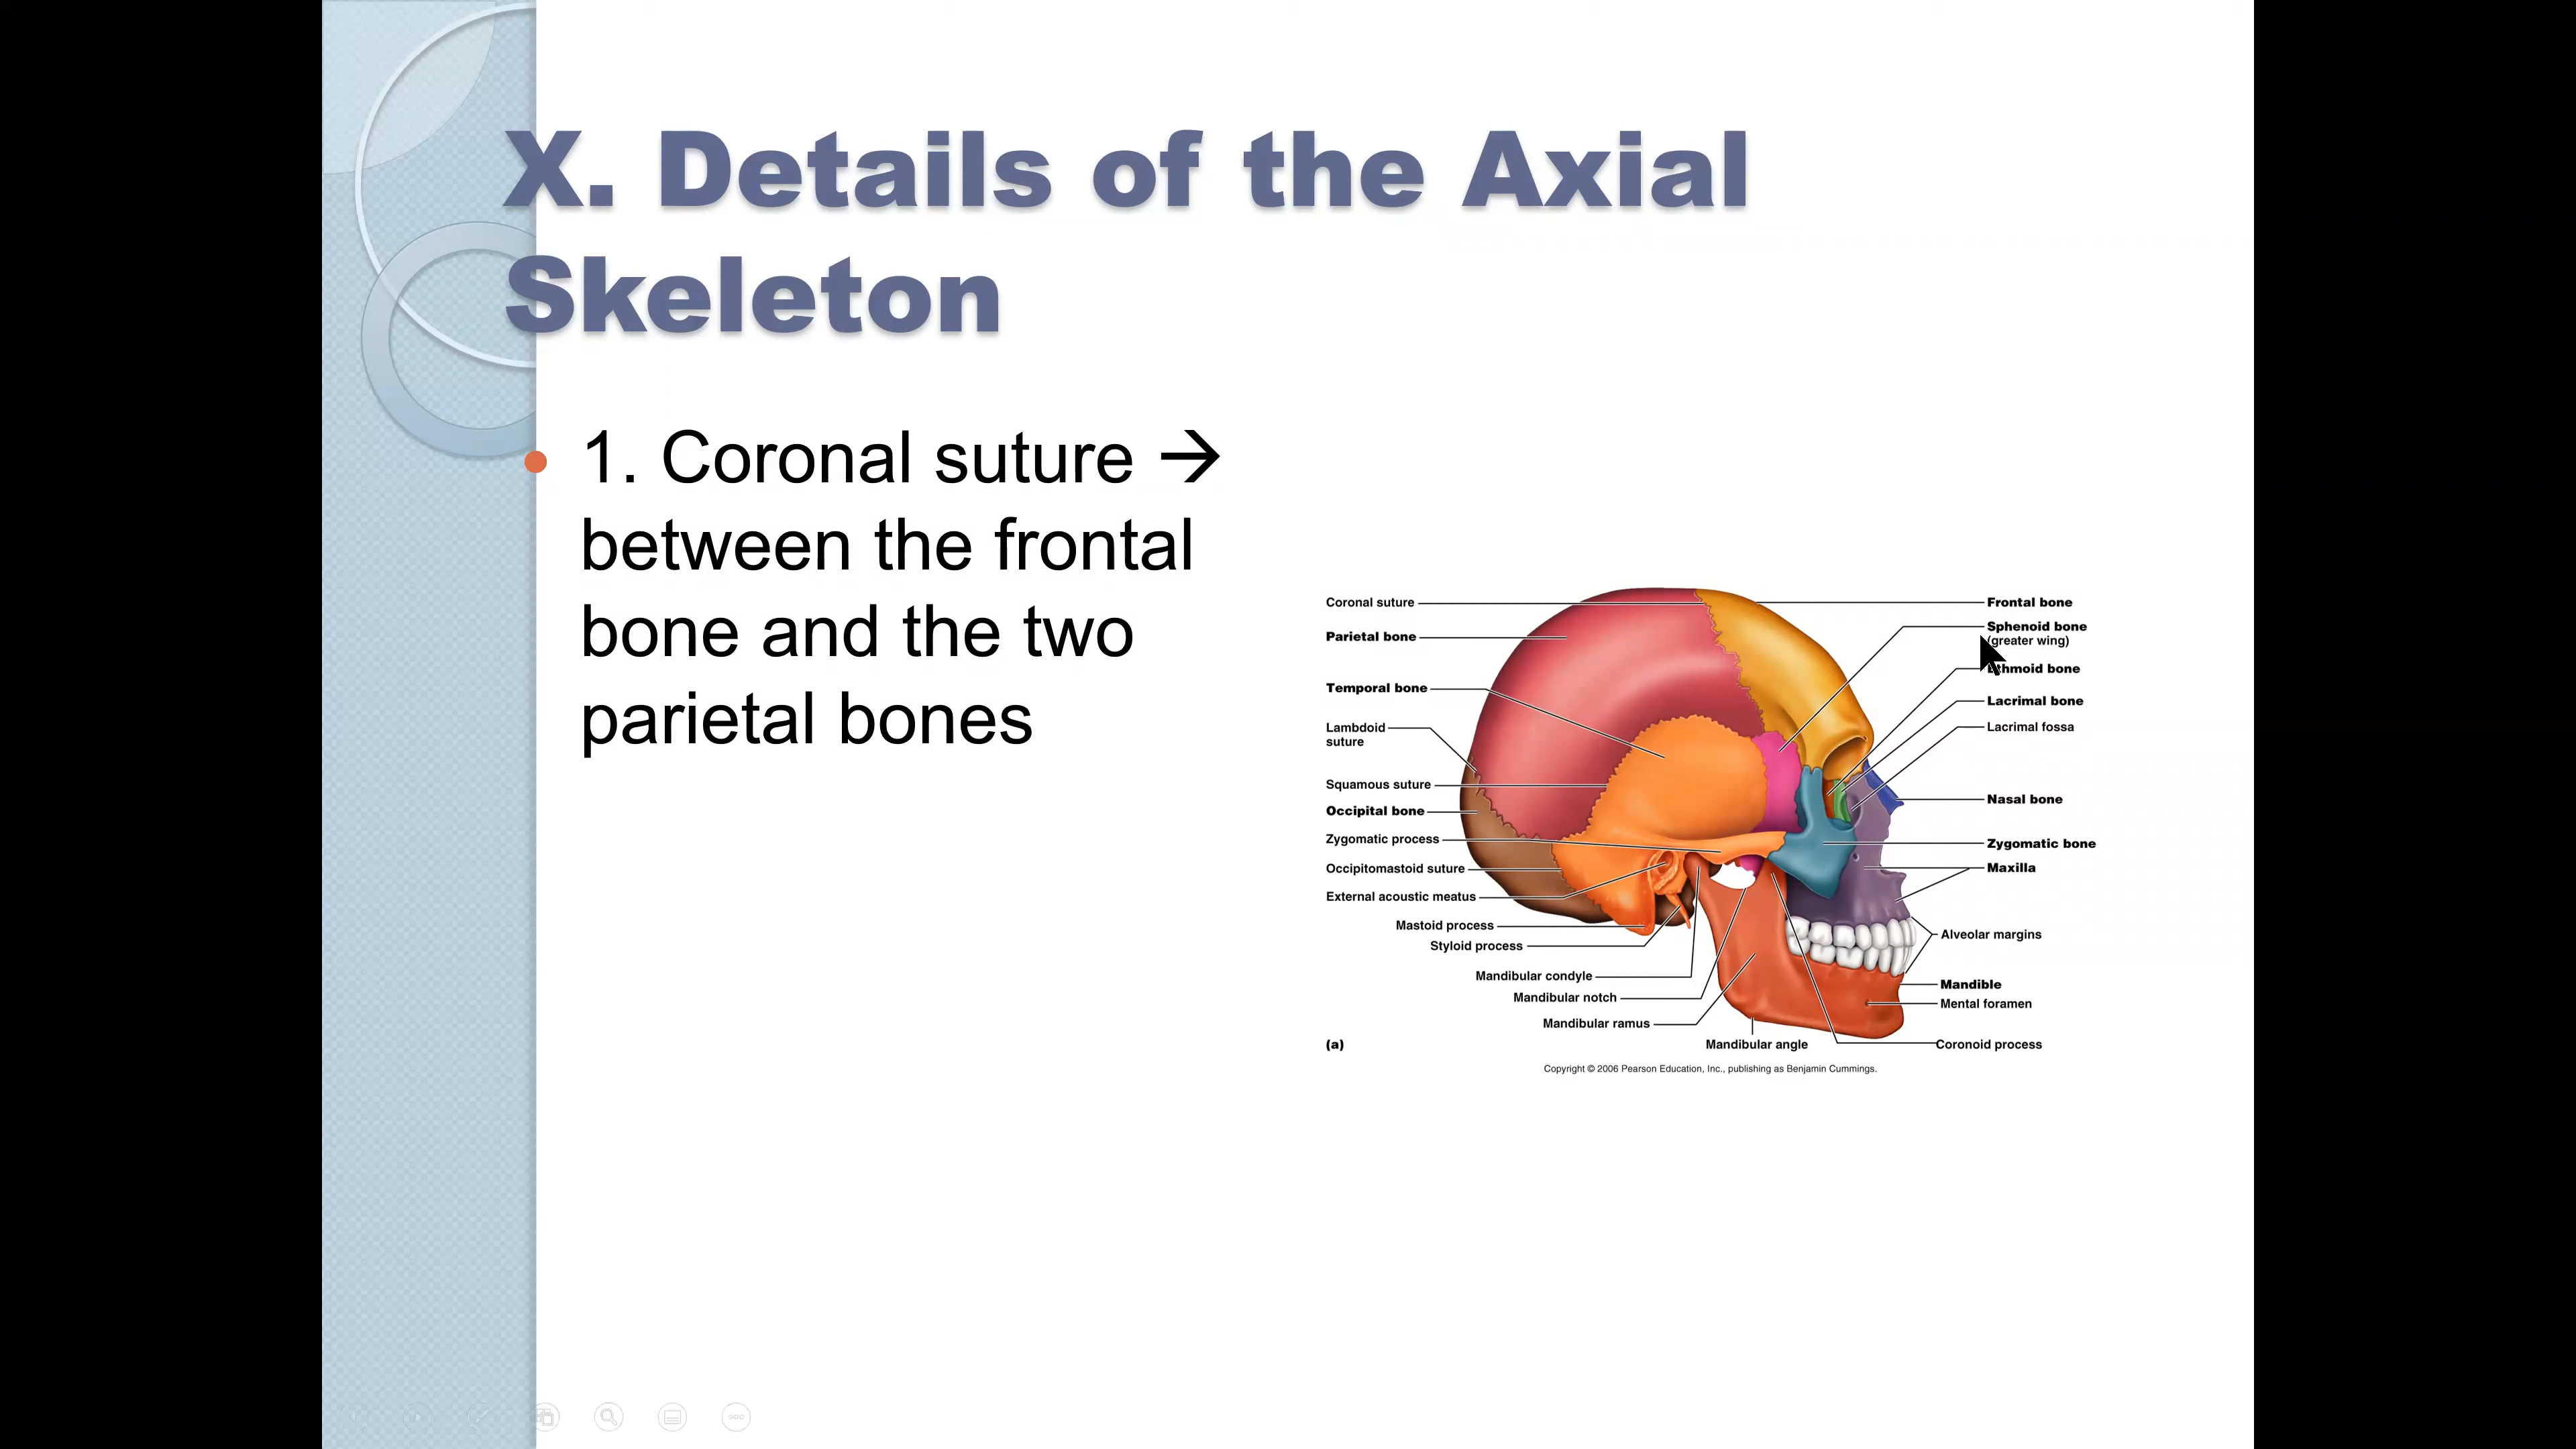 X. Details of the Axial
Skeleton
1. Coronal suture →
between the frontal
bone and the two
parietal bones
Coronal suture
Parietal bone
Temporal bone
Lambdoid
suture
Squamous suture
Occipital bone
Zygomatic process
Occipitomastoid suture
External acoustic meatus
Mastoid process
Styloid process
Mandibular condyle
Mandibular notch
Mandibular ramus
Mandibular angle
(a)
Frontal bone
Sphenoid bone
(greater wing)
Ethmoid bone
Lacrimal bone
Lacrimal fossa
Nasal bone
Zygomatic bone
Maxilla
Alveolar margins
Mandible
Mental foramen
Coronoid process
Copyright © 2006 Pearson Education, Inc., publishing as Benjamin Cummings.